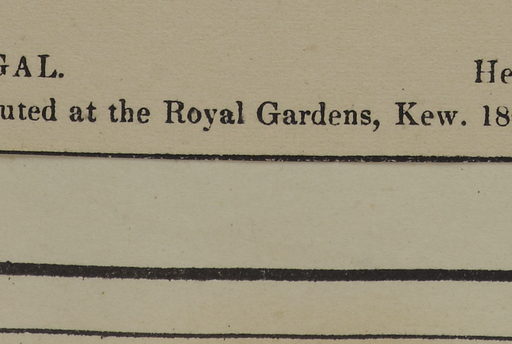 GAL. He
uted at the Royal Gardens, Kew. 18